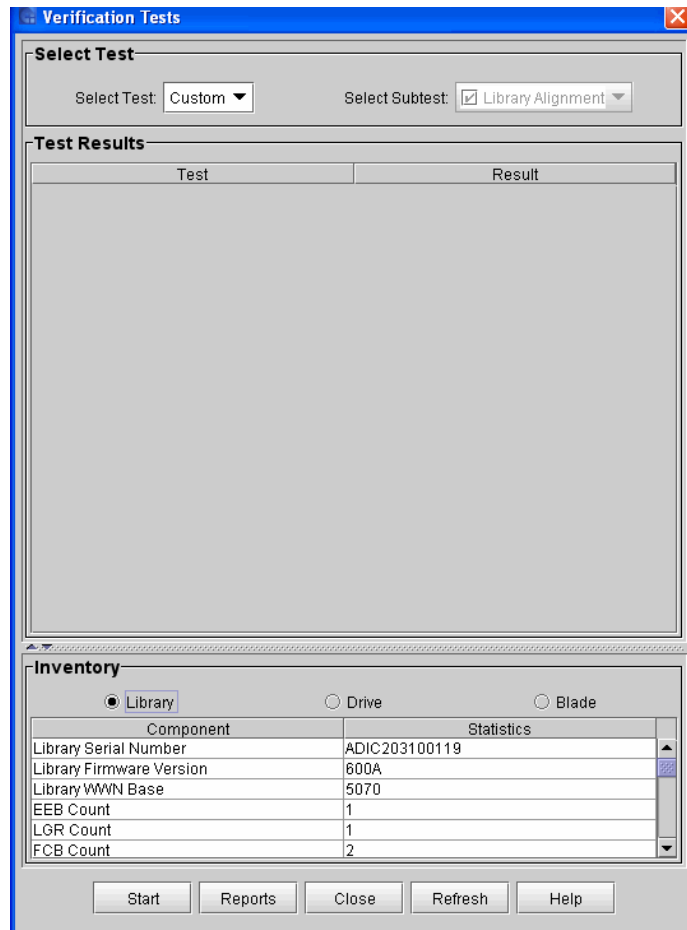 Verification Tests
Select Test
Select Test: Custom Select Subtest: Library Alignment
Test Results
Test Result
Inventory
Library Drive Blade
Component Statistics
Library Serial Number ADIC203100119
Library Firmware Version 600A
Library WWN Base 5070
EEB Count 1
LGR Count 1
FCB Count 2
Start Reports Close Refresh Help